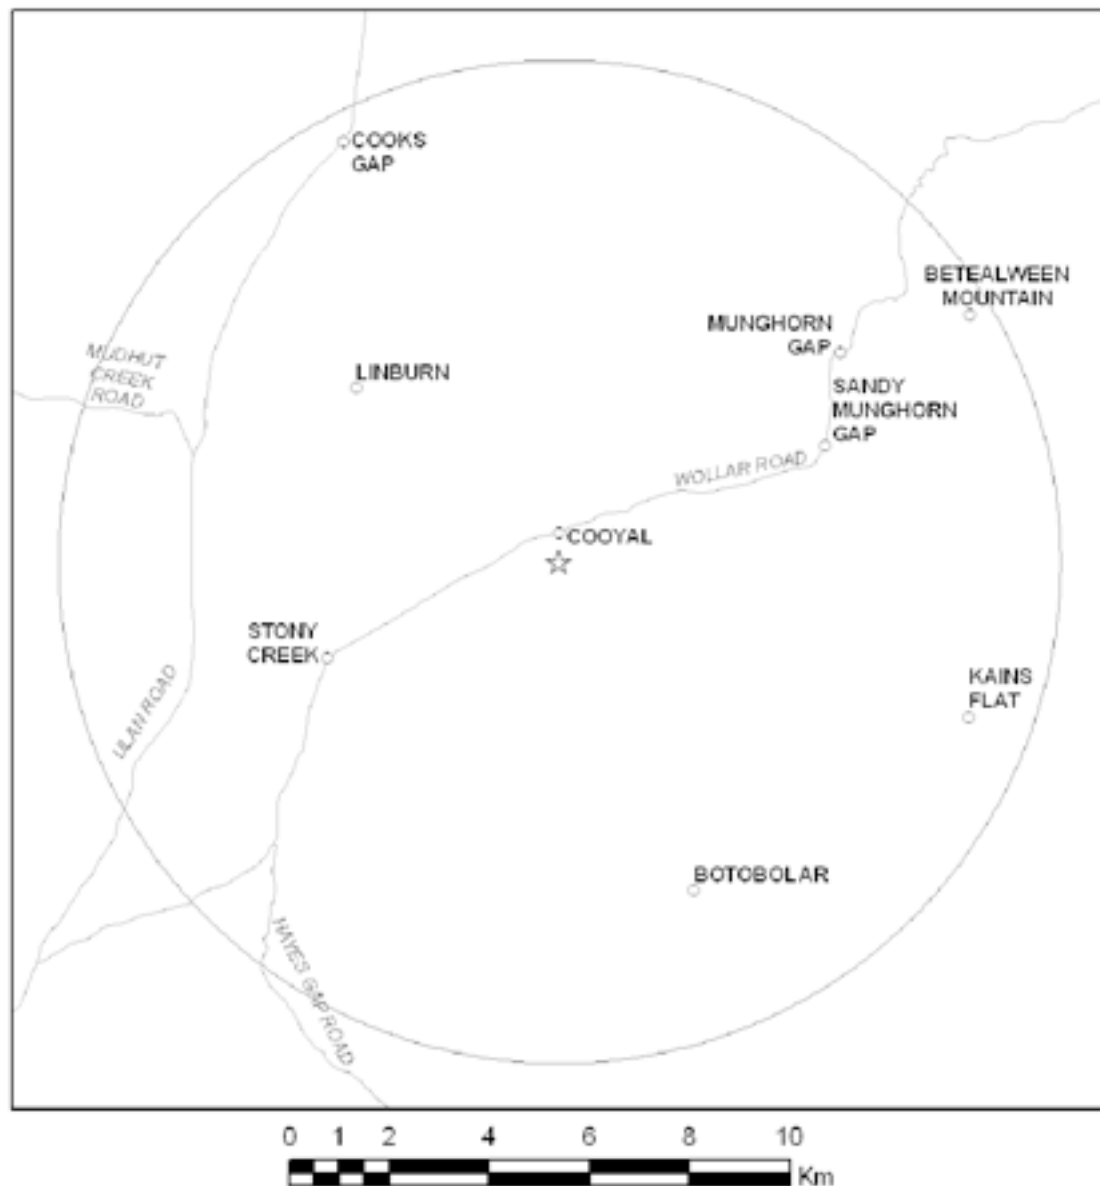 COOKS
GAP
BETEALWEEN
MOUNTAIN
MUNGHORN
GAP
MUDHUT
CREEK
ROAD
LINBURN
SANDY
MUNGHORN
GAP
WOLLAR ROAD
COOYAL
STONY
CREEK
KAINS
FLAT
ULAN ROAD
BOTOBOLAR
HAYES GAP ROAD
0 1 2 4 6 8 10
Km